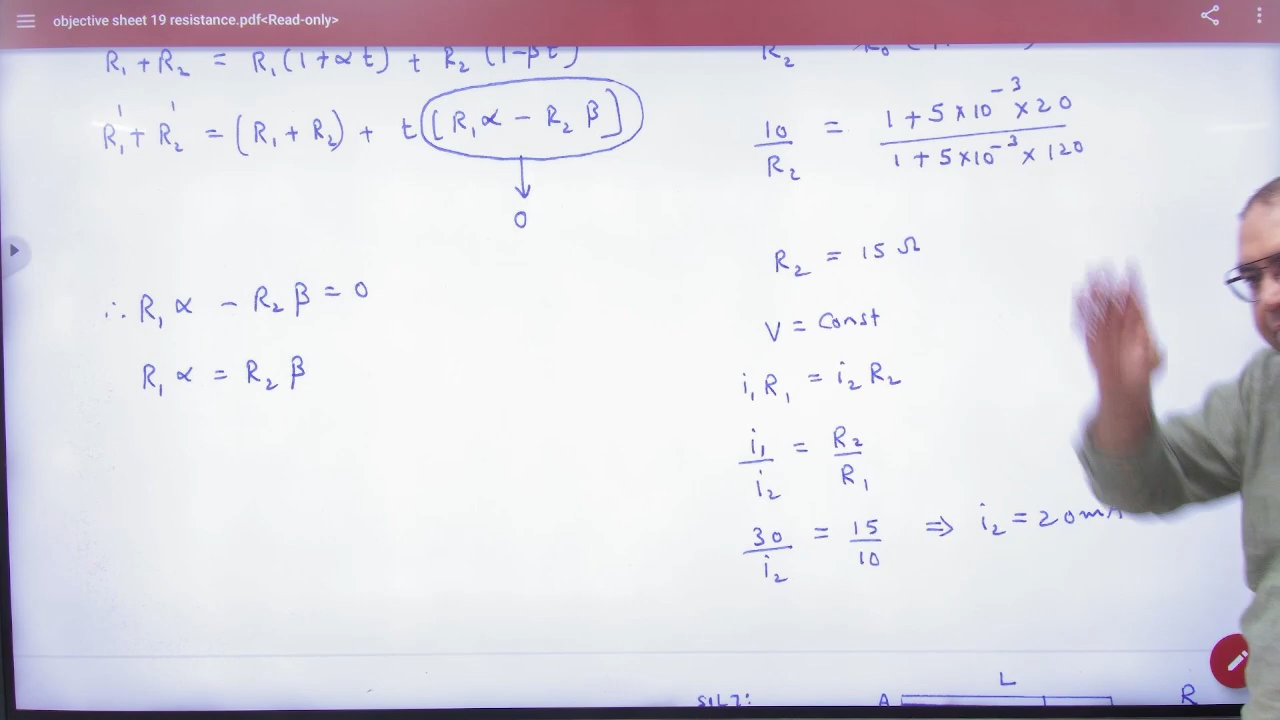 objective sheet 19 resistance.pdf<Read-only>
R₁ + R₂ = R₁ (1+αt) + R₂ (1-βt)
R₁' + R₂' = (R₁ + R₂) + t [R₁α - R₂β]
0
∴ R₁α - R₂β = 0
R₁α = R₂β
R₂
10/R₂ = (1 + 5×10⁻³×20)/(1 + 5×10⁻³×120)
R₂ = 15 Ω
V = Const
i₁R₁ = i₂R₂
i₁/i₂ = R₂/R₁
30/i₂ = 15/10 ⇒ i₂ = 20mA
L
A R